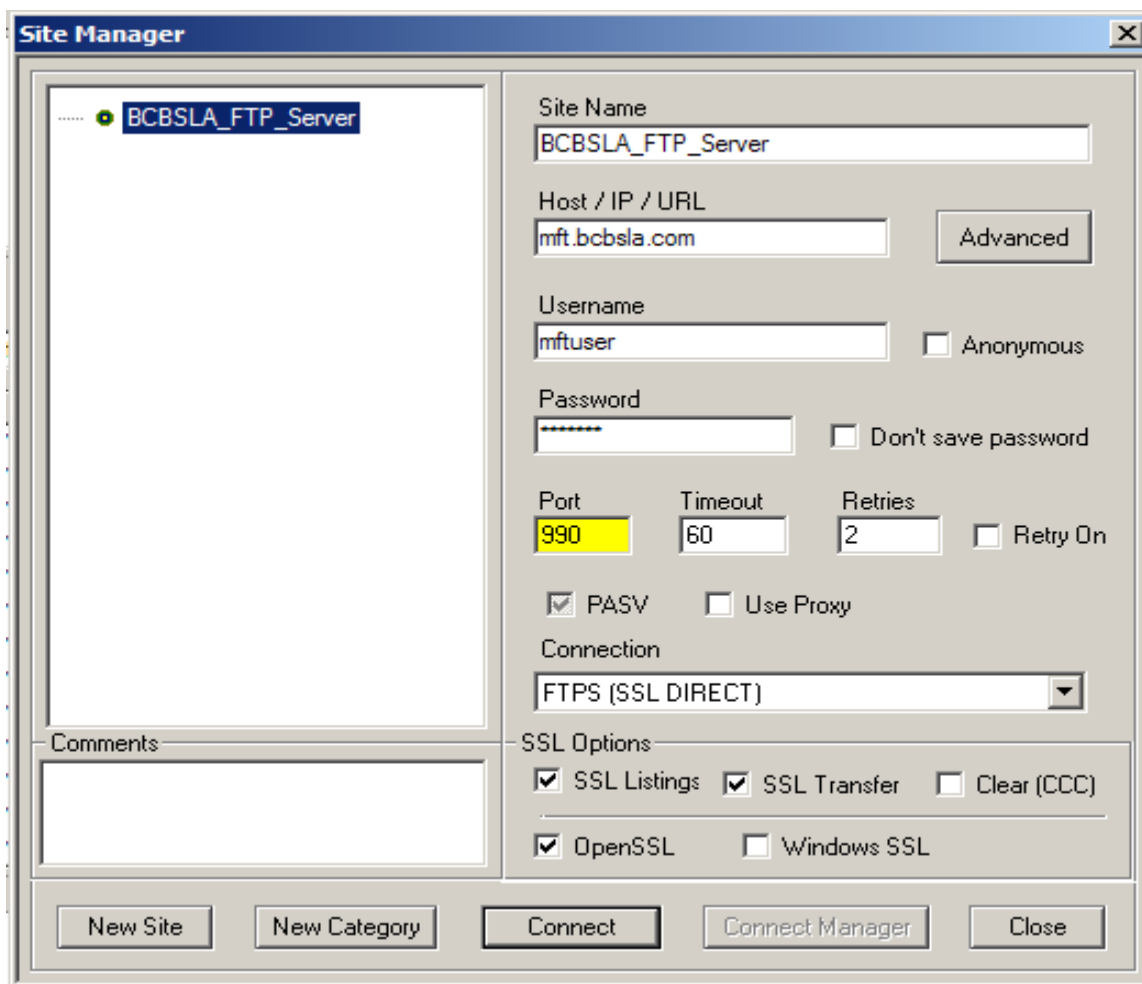 Site Manager
BCBSLA_FTP_Server
Site Name
BCBSLA_FTP_Server
Host / IP / URL
mft.bcbsla.com
Advanced
Username
mftuser
Anonymous
Password
*******
Don't save password
Port Timeout Retries
990 60 2 Retry On
PASV Use Proxy
Connection
FTPS (SSL DIRECT)
Comments
SSL Options
SSL Listings SSL Transfer Clear (CCC)
OpenSSL Windows SSL
New Site New Category Connect Connect Manager Close